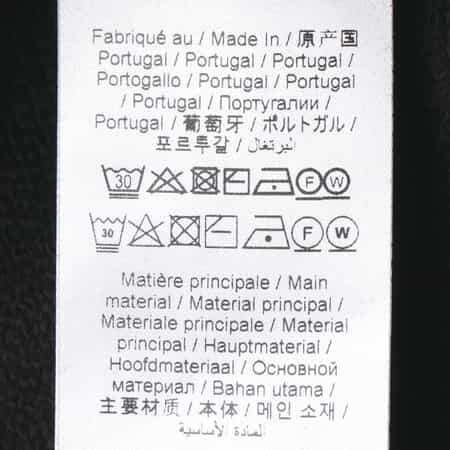 Fabriqué au / Made In / 原产国
Portugal / Portugal / Portugal /
Portogallo / Portugal / Portugal
/ Portugal / Португалии /
Portugal / 葡萄牙 / ポルトガル /
포르투갈 / البرتغال
30 F W
30 F W
Matière principale / Main
material / Material principal /
Materiale principale / Material
principal / Hauptmaterial /
Hoofdmateriaal / Основной
материал / Bahan utama /
主要材质 / 本体 / 메인 소재 /
المادة الأساسية